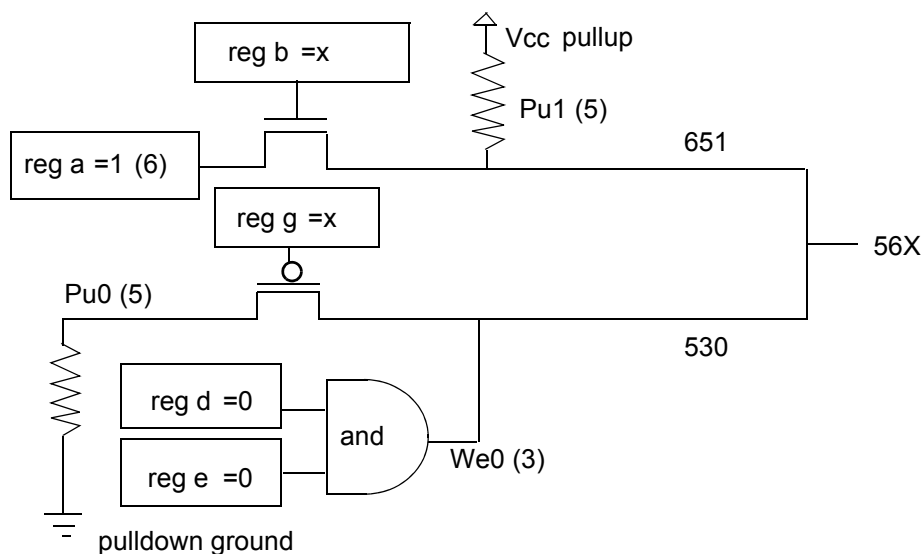 reg b =x
Vcc pullup
Pu1 (5)
651
reg a =1 (6)
reg g =x
56X
Pu0 (5)
530
reg d =0
and
We0 (3)
reg e =0
pulldown ground